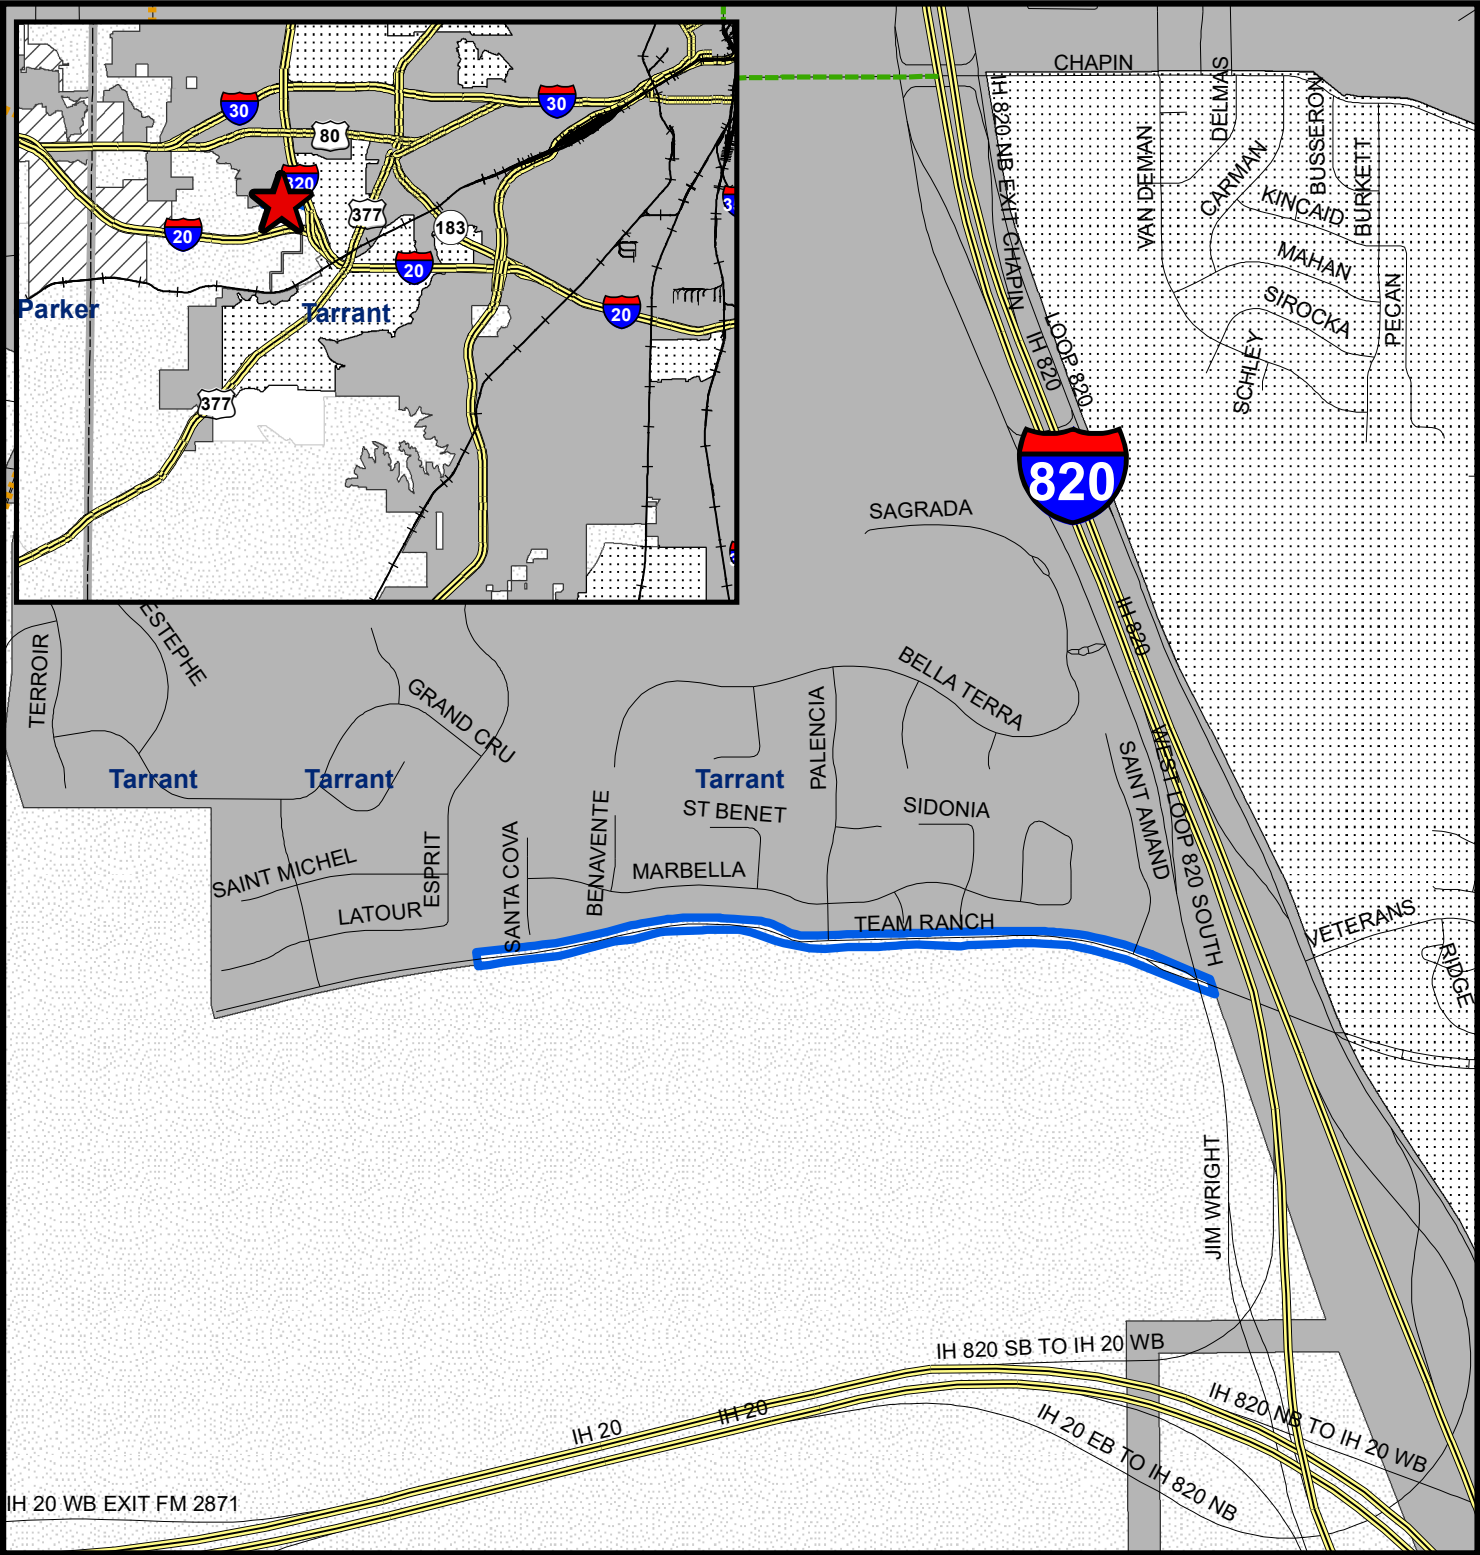 30
30
80
820
377
183
20
20
20
Parker
Tarrant
377
CHAPIN
DELMAS
BUSSERON
IH 820 NB EXIT CHAPIN
VAN DEMAN
CARMAN
KINCAID
BURKETT
MAHAN
SIROCKA
PECAN
SCHLEY
LOOP 820
IH 820
820
SAGRADA
IH 820
ESTEPHE
TERROIR
GRAND CRU
BELLA TERRA
PALENCIA
Tarrant
Tarrant
Tarrant
ST BENET
SIDONIA
SAINT AMAND
WEST LOOP 820 SOUTH
SAINT MICHEL
ESPRIT
LATOUR
SANTA COVA
BENAVENTE
MARBELLA
TEAM RANCH
VETERANS
RIDGE
JIM WRIGHT
IH 820 SB TO IH 20 WB
IH 820 NB TO IH 20 WB
IH 20 EB TO IH 820 NB
IH 20
IH 20
IH 20 WB EXIT FM 2871